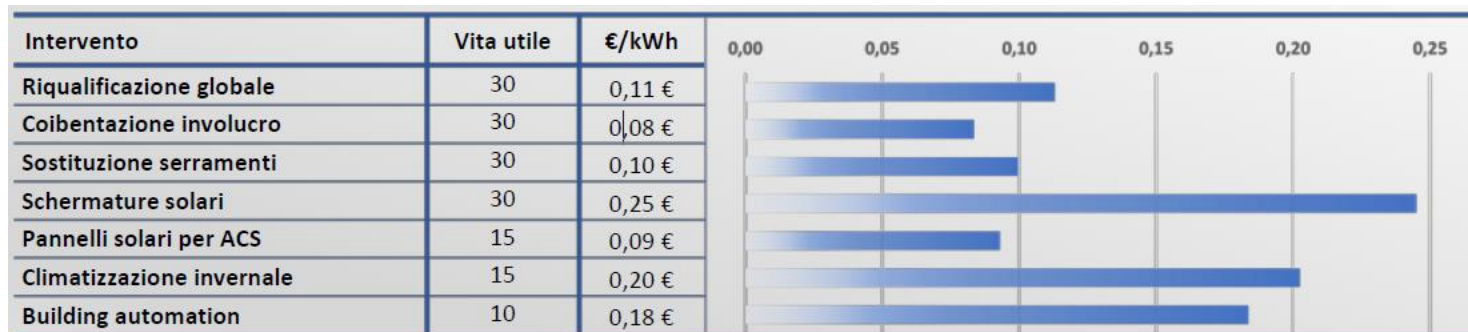 Intervento Vita utile €/kWh 0,00 0,05 0,10 0,15 0,20 0,25
Riqualificazione globale 30 0,11 €
Coibentazione involucro 30 0,08 €
Sostituzione serramenti 30 0,10 €
Schermature solari 30 0,25 €
Pannelli solari per ACS 15 0,09 €
Climatizzazione invernale 15 0,20 €
Building automation 10 0,18 €